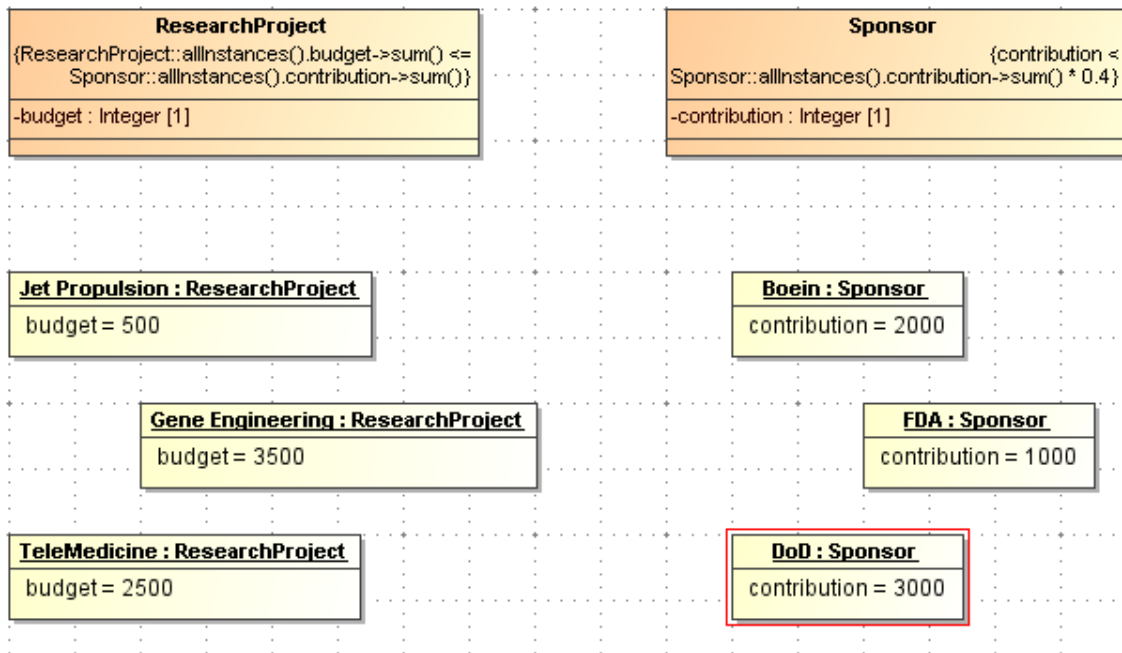 ResearchProject
{ResearchProject::allInstances().budget->sum() <=
Sponsor::allInstances().contribution->sum()}
-budget : Integer [1]
Sponsor
{contribution <
Sponsor::allInstances().contribution->sum() * 0.4}
-contribution : Integer [1]
Jet Propulsion : ResearchProject
budget = 500
Boein : Sponsor
contribution = 2000
Gene Engineering : ResearchProject
budget = 3500
FDA : Sponsor
contribution = 1000
TeleMedicine : ResearchProject
budget = 2500
DoD : Sponsor
contribution = 3000